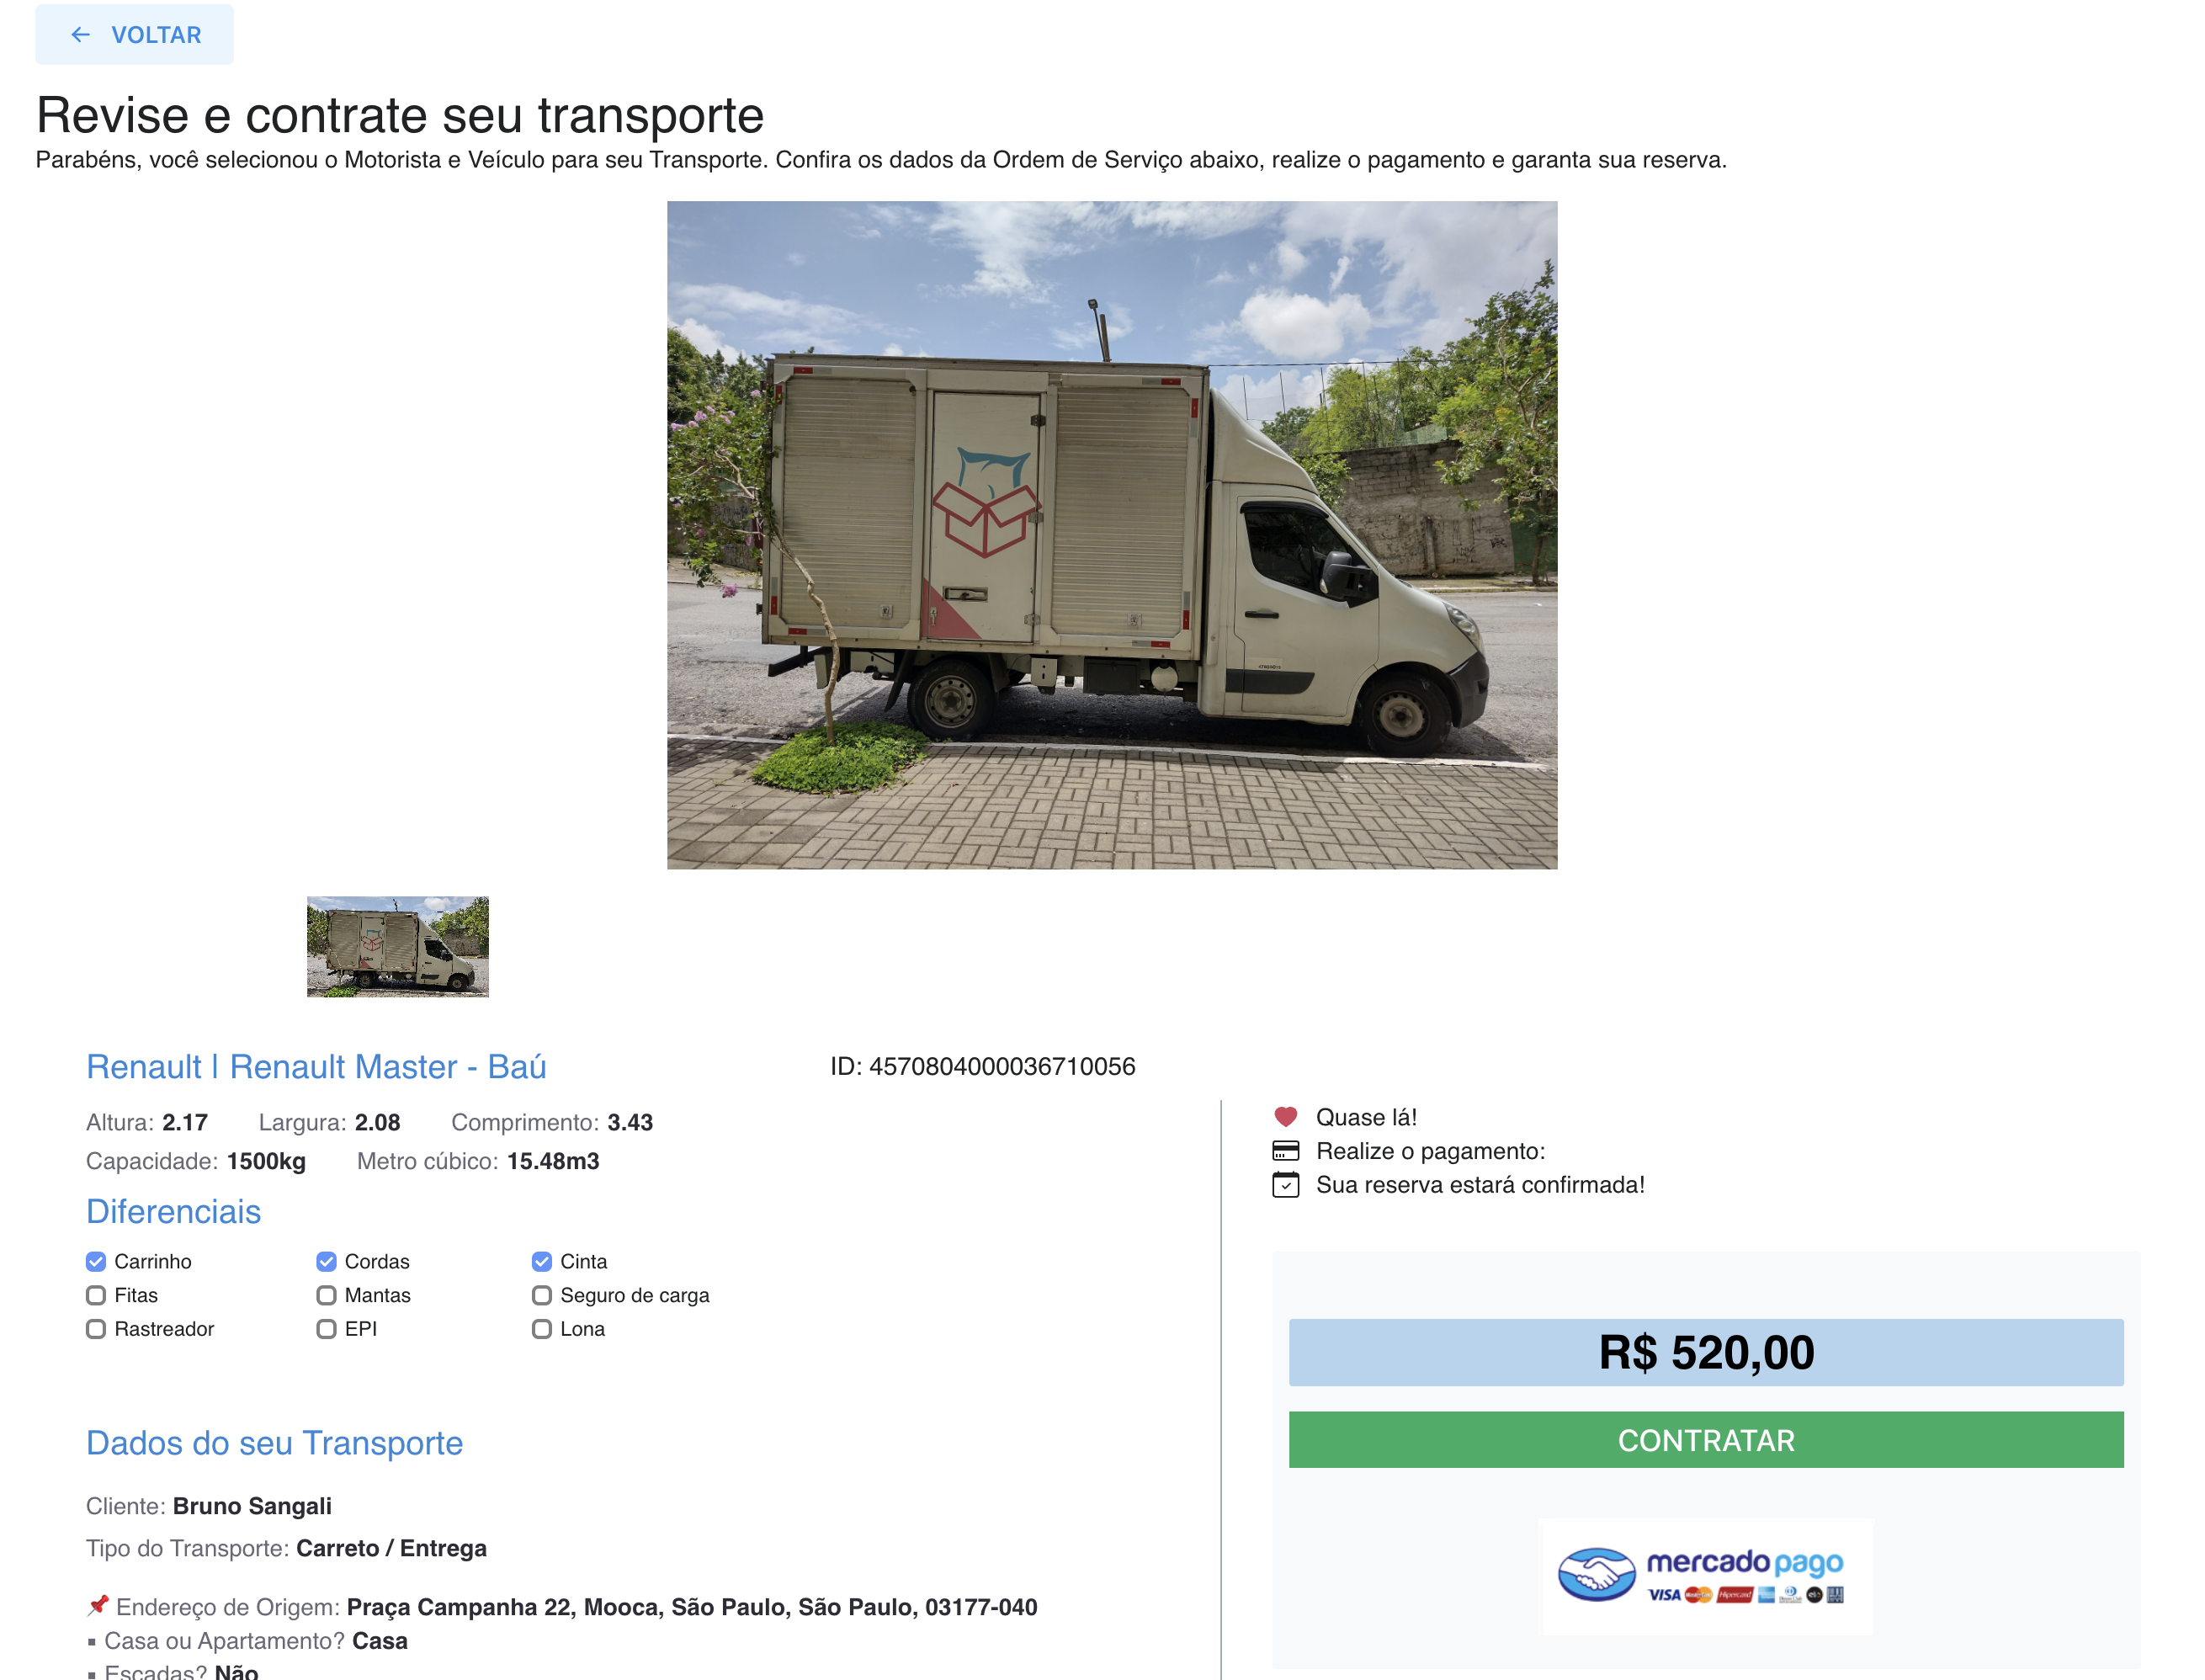 ← VOLTAR
Revise e contrate seu transporte
Parabéns, você selecionou o Motorista e Veículo para seu Transporte. Confira os dados da Ordem de Serviço abaixo, realize o pagamento e garanta sua reserva.
Renault | Renault Master - Baú
ID: 4570804000036710056
Altura: 2.17 Largura: 2.08 Comprimento: 3.43
Capacidade: 1500kg Metro cúbico: 15.48m3
Diferenciais
Carrinho Cordas Cinta
Fitas Mantas Seguro de carga
Rastreador EPI Lona
Dados do seu Transporte
Cliente: Bruno Sangali
Tipo do Transporte: Carreto / Entrega
Endereço de Origem: Praça Campanha 22, Mooca, São Paulo, São Paulo, 03177-040
▪ Casa ou Apartamento? Casa
▪ Escadas? Não
Quase lá!
Realize o pagamento:
Sua reserva estará confirmada!
R$ 520,00
CONTRATAR
mercado pago
VISA MasterCard Hipercard